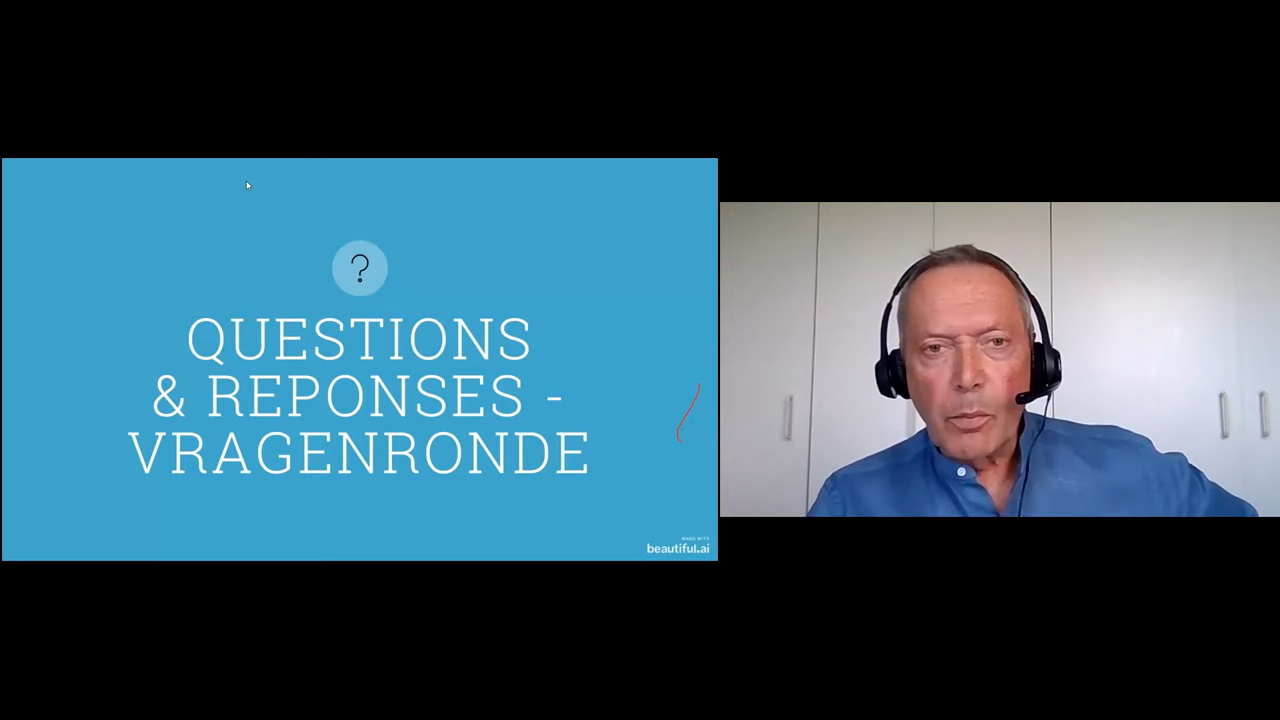 ?
QUESTIONS
& REPONSES -
VRAGENRONDE
MADE WITH
beautiful.ai